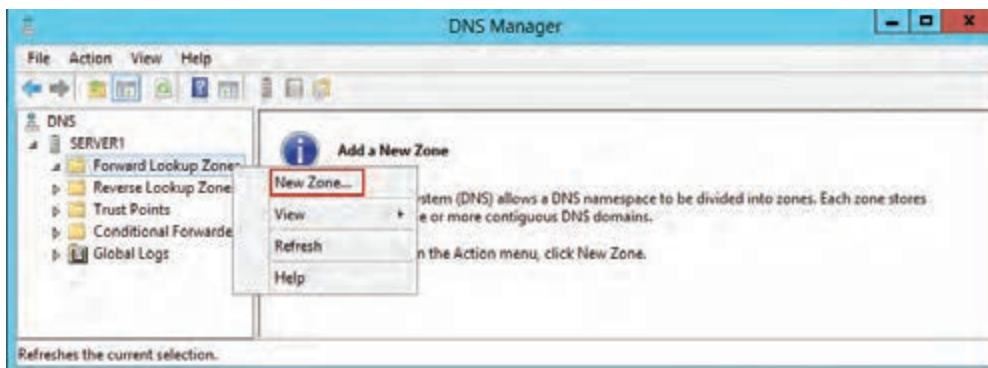 DNS Manager
File Action View Help
DNS
SERVER1
Forward Lookup Zones
Reverse Lookup Zone
Trust Points
Conditional Forwarde
Global Logs
Add a New Zone
stem (DNS) allows a DNS namespace to be divided into zones. Each zone stores
e or more contiguous DNS domains.
n the Action menu, click New Zone.
New Zone...
View
Refresh
Help
Refreshes the current selection.